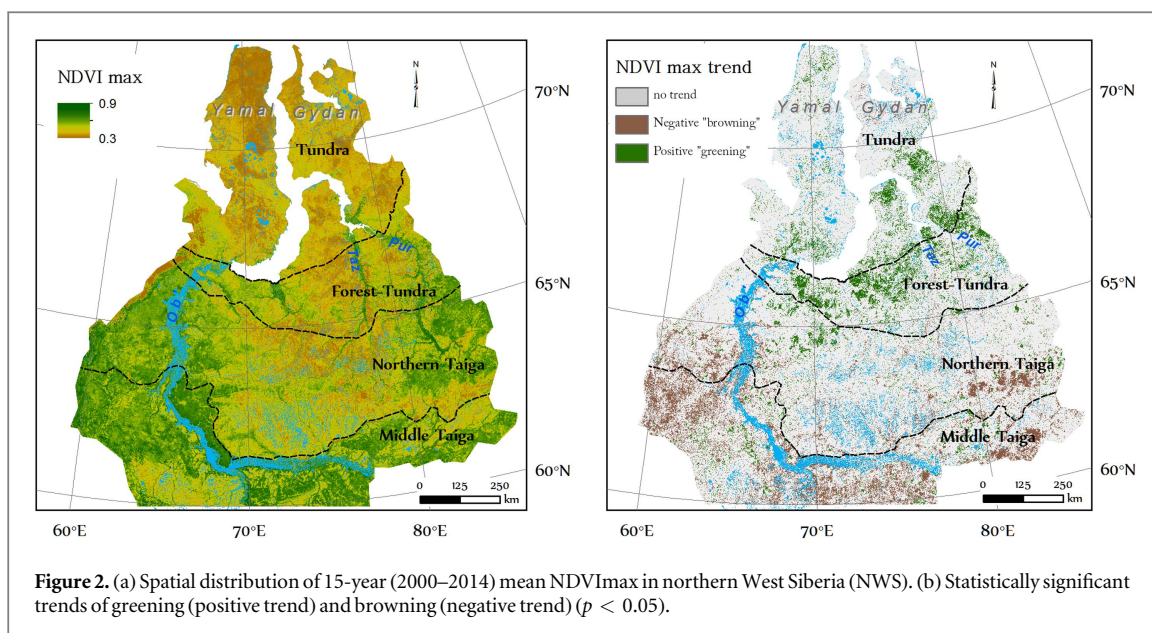 NDVI max
0.9
0.3
N
Yamal
Gydan
Tundra
Taz
Pur
Forest-Tundra
Ob
Northern Taiga
Middle Taiga
0 125 250
km
60°E
70°E
80°E
NDVI max trend
no trend
Negative "browning"
Positive "greening"
N
Yamal
Gydan
Tundra
Taz
Pur
Forest-Tundra
Ob
Northern Taiga
Middle Taiga
0 125 250
km
70°N
65°N
60°N
60°E
70°E
80°E
70°N
65°N
60°N
Figure 2. (a) Spatial distribution of 15-year (2000–2014) mean NDVImax in northern West Siberia (NWS). (b) Statistically significant
trends of greening (positive trend) and browning (negative trend) (p < 0.05).